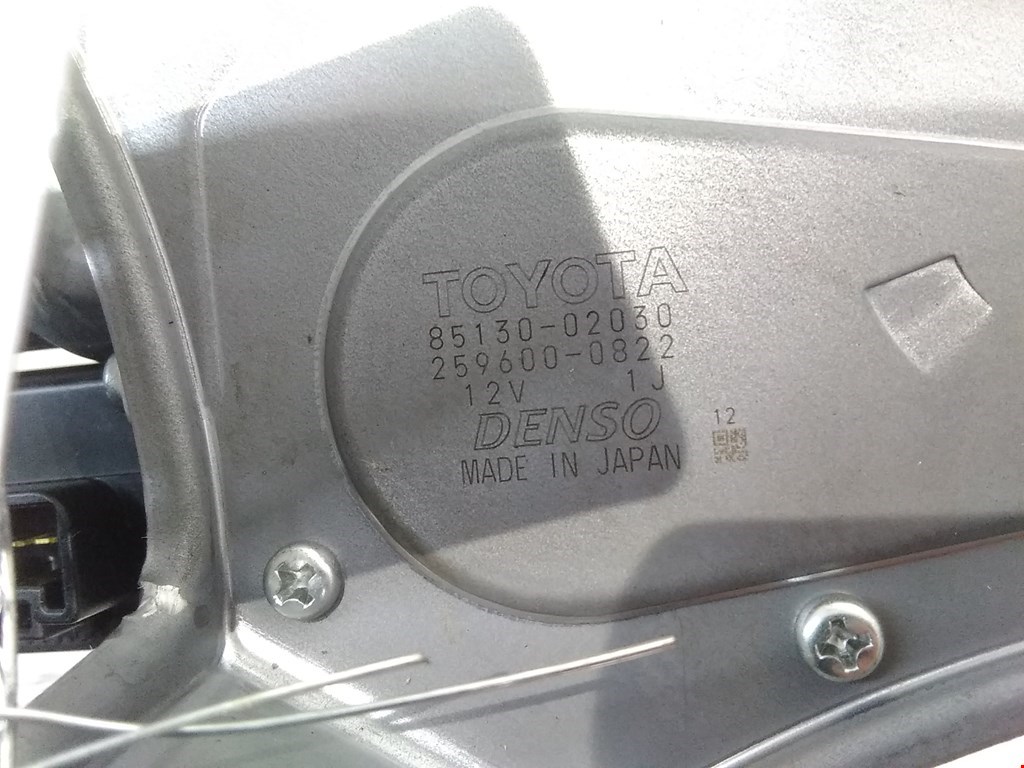 TOYOTA
85130-02030
259600-0822
12V 1J
DENSO
12
MADE IN JAPAN